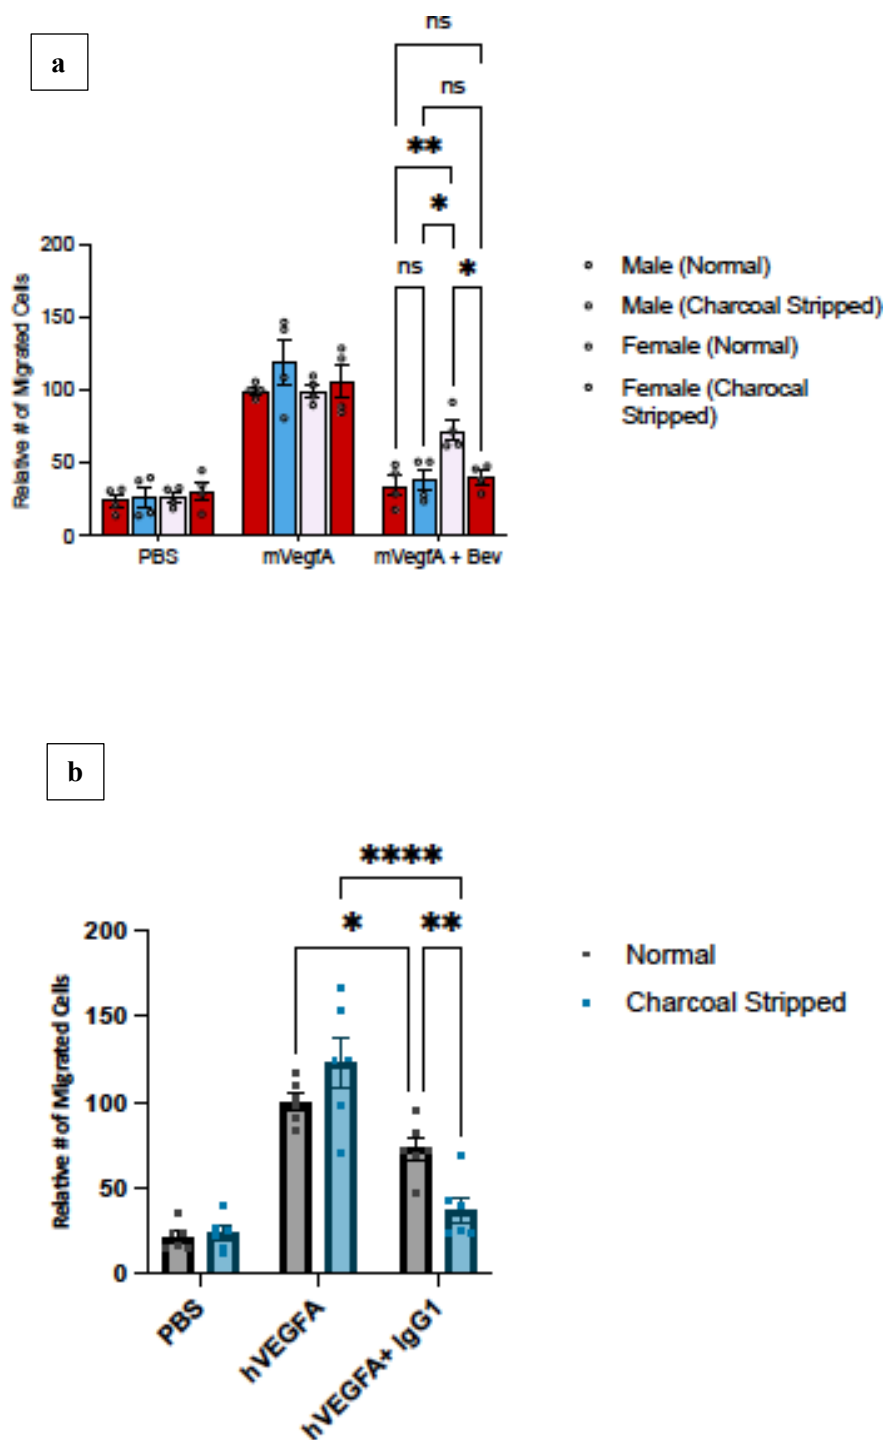 a
ns
ns
**
*
ns
*
200
150
100
50
0
Relative # of Migrated Cells
PBS
mVegfA
mVegfA + Bev
Male (Normal)
Male (Charcoal Stripped)
Female (Normal)
Female (Charocal
Stripped)
b
****
*
**
200
150
100
50
0
Relative # of Migrated Cells
PBS
hVEGFA
hVEGFA+ IgG1
Normal
Charcoal Stripped